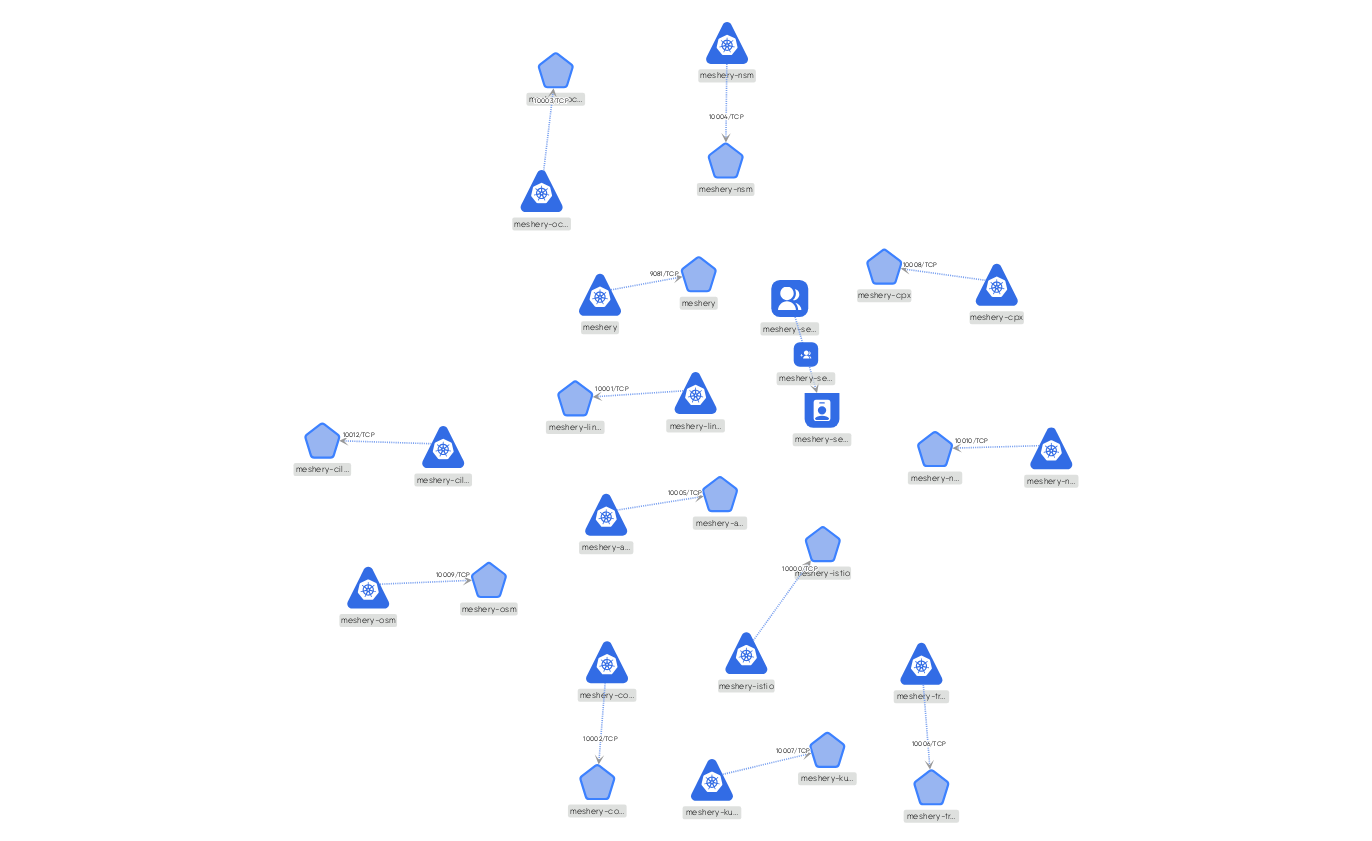 meshery-nsm
10003/TCP
10004/TCP
meshery-nsm
meshery-oc...
10008/TCP
9081/TCP
meshery-cpx
meshery
meshery-cpx
meshery
meshery-se...
meshery-se...
10001/TCP
meshery-lin...
meshery-lin...
10012/TCP
meshery-se...
10010/TCP
meshery-cil...
meshery-cil...
meshery-n...
meshery-n...
10005/TCP
meshery-a...
meshery-a...
10000/TCP
meshery-istio
10009/TCP
meshery-osm
meshery-osm
meshery-istio
meshery-co...
meshery-tr...
10002/TCP
10006/TCP
10007/TCP
meshery-ku...
meshery-co...
meshery-ku...
meshery-tr...